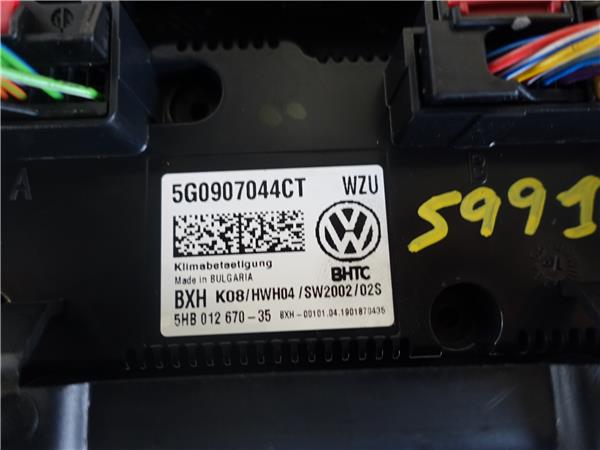 A
B
5G0907044CT WZU
Klimabetaetigung
Made in BULGARIA
BHTC
BXH K08/HWH04/SW2002/02S
5HB 012 670-35 BXH-00101.04.1901870435
5991